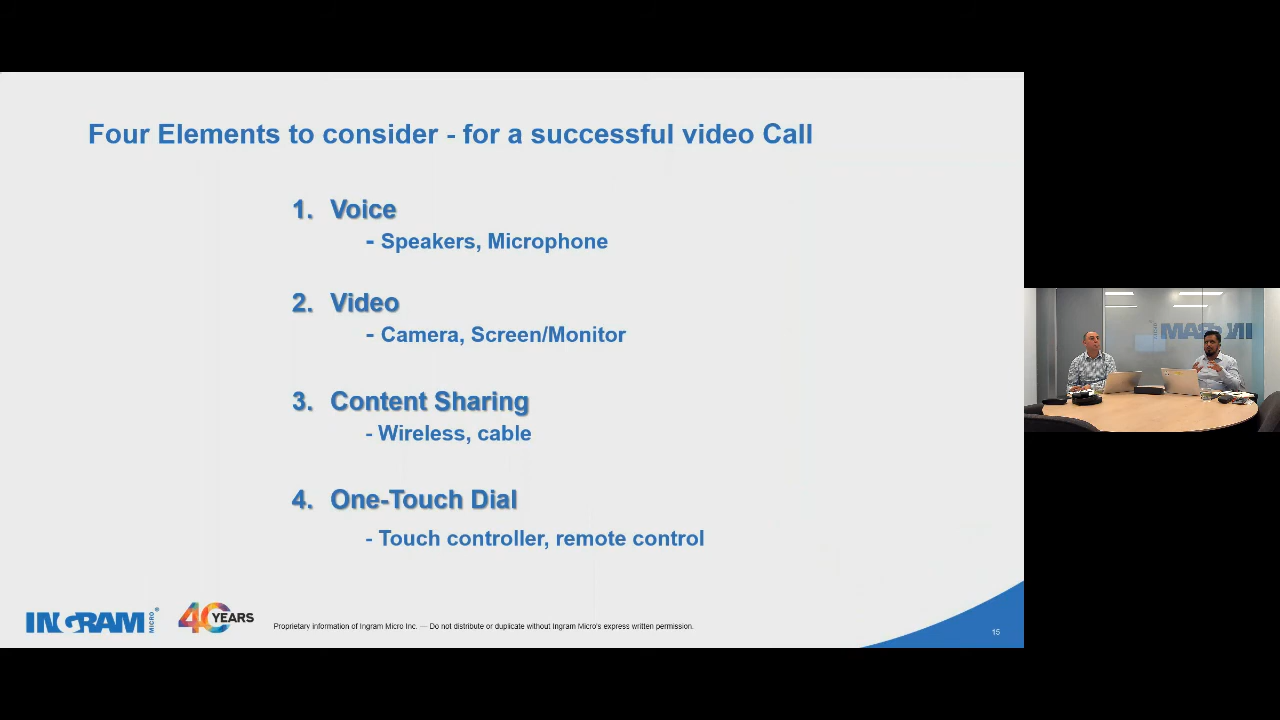 Four Elements to consider - for a successful video Call
1. Voice
- Speakers, Microphone
2. Video
- Camera, Screen/Monitor
3. Content Sharing
- Wireless, cable
4. One-Touch Dial
- Touch controller, remote control
INGRAM MICRO®
40 YEARS
Proprietary information of Ingram Micro Inc. — Do not distribute or duplicate without Ingram Micro's express written permission.
15
INGRAM